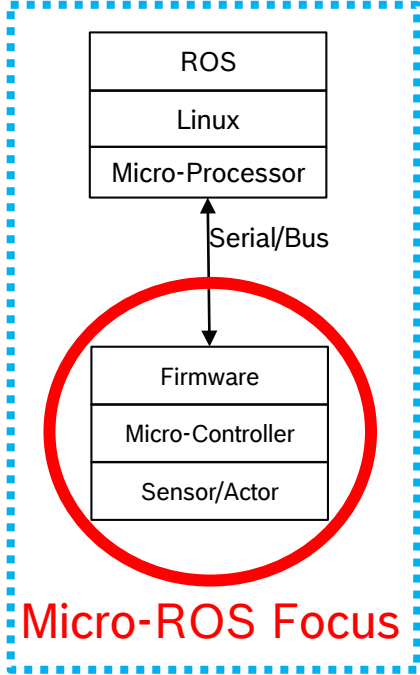 ROS
Linux
Micro-Processor
Serial/Bus
Firmware
Micro-Controller
Sensor/Actor
Micro-ROS Focus